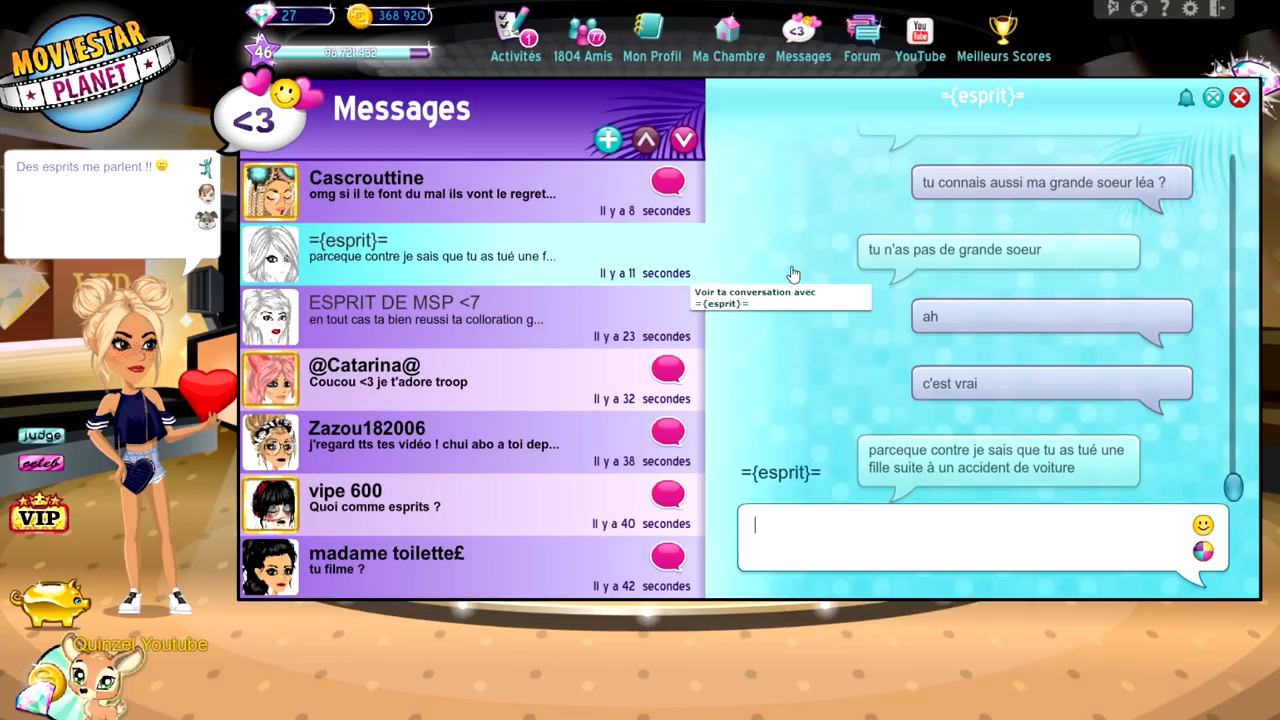 MOVIESTAR
PLANET
27
368 920
46
96 721 432
1
77
<3
You
Tube
Activités
1804 Amis
Mon Profil
Ma Chambre
Messages
Forum
YouTube
Meilleurs Scores
Des esprits me parlent !!
<3
Messages
Cascrouttine
omg si il te font du mal ils vont le regret...
Il y a 8 secondes
={esprit}=
parceque contre je sais que tu as tué une f...
Il y a 11 secondes
ESPRIT DE MSP <7
en tout cas ta bien reussi ta colloration g...
Il y a 23 secondes
@Catarina@
Coucou <3 je t'adore troop
Il y a 32 secondes
Zazou182006
j'regard tts tes vidéo ! chui abo a toi dep...
Il y a 38 secondes
vipe 600
Quoi comme esprits ?
Il y a 40 secondes
madame toilette£
tu filme ?
Il y a 42 secondes
={esprit}=
tu connais aussi ma grande soeur léa ?
tu n'as pas de grande soeur
Voir ta conversation avec
={esprit}=
ah
c'est vrai
parceque contre je sais que tu as tué une
fille suite à un accident de voiture
={esprit}=
judge
celeb
VIP
Quinzel Youtube